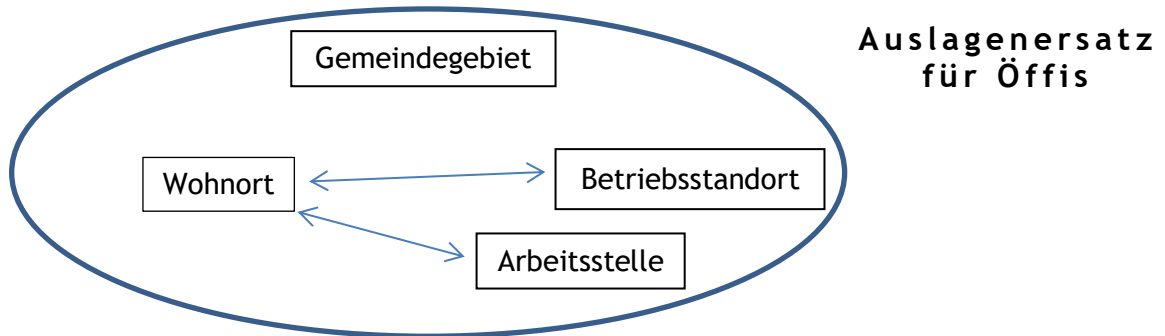 Gemeindegebiet
Auslagenersatz
für Öffis
Wohnort
Betriebsstandort
Arbeitsstelle